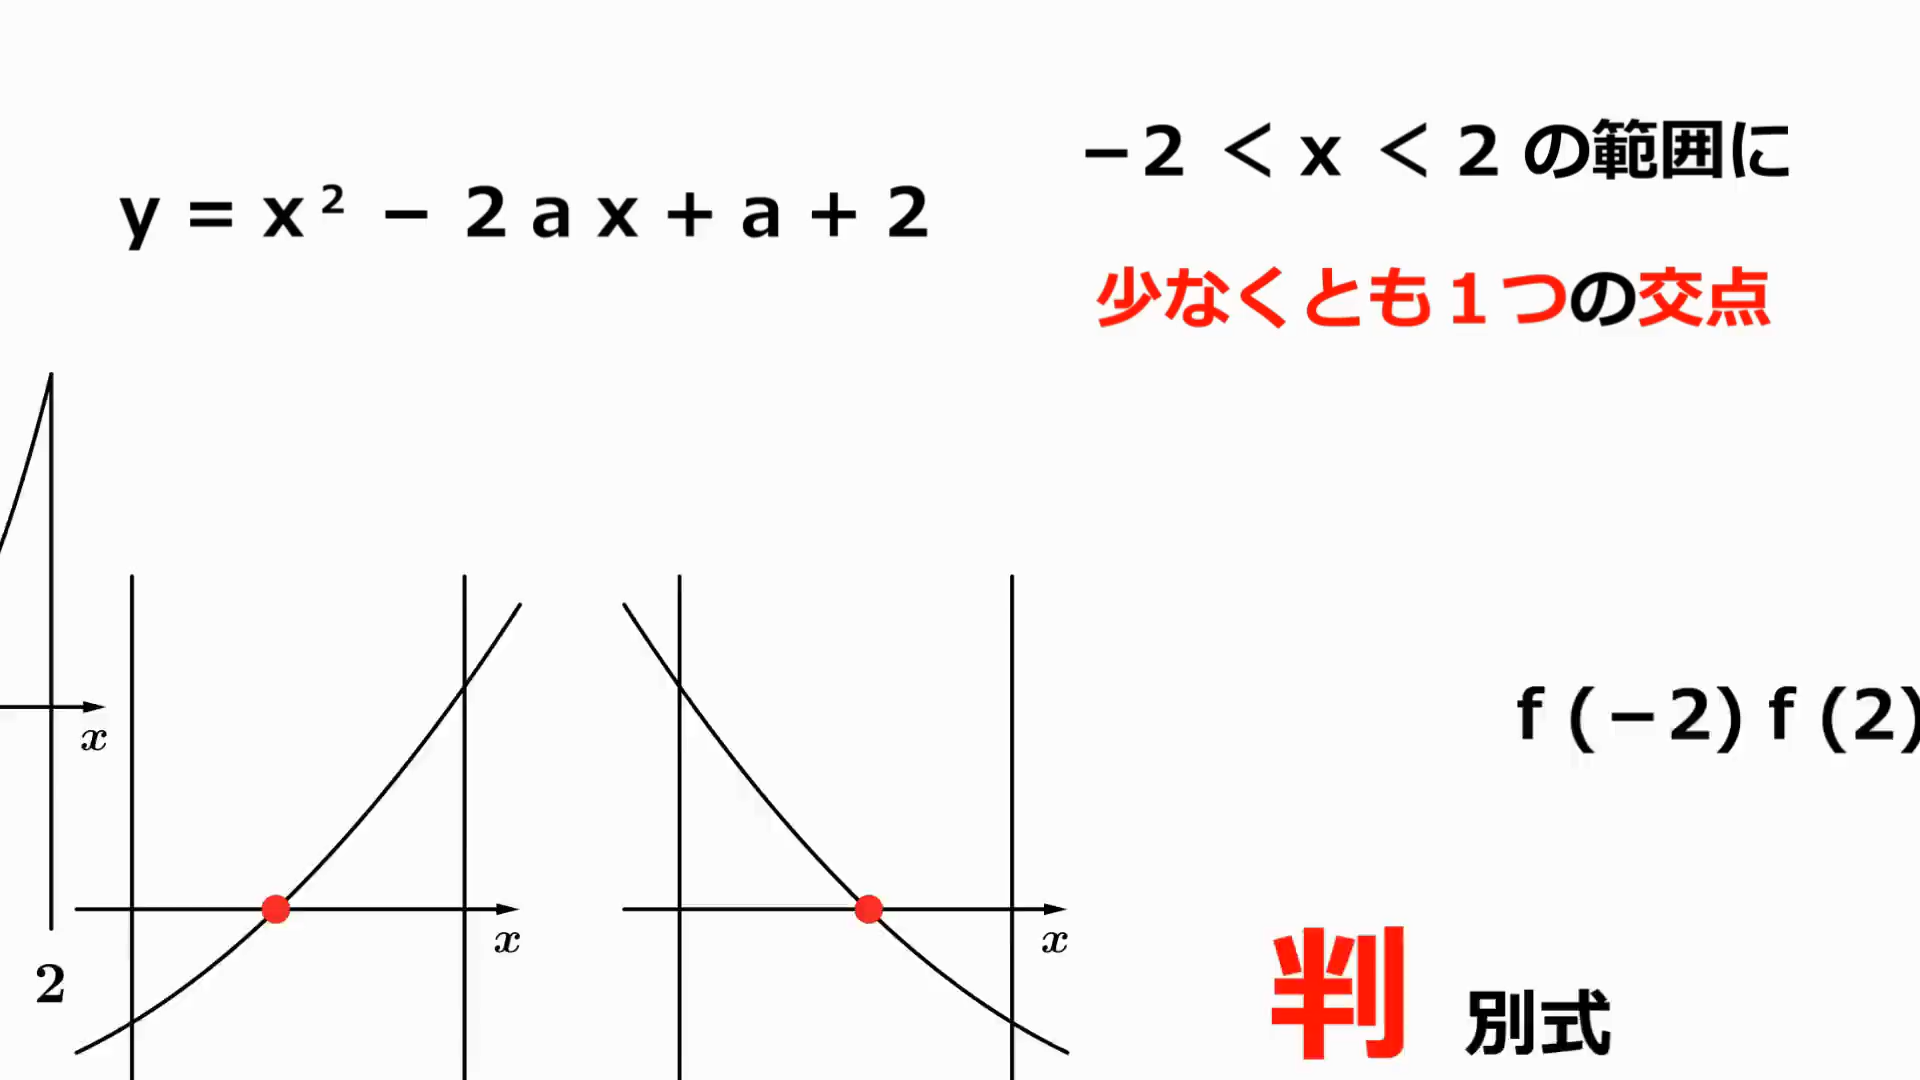 y = x² − 2 a x + a + 2
−2 < x < 2 の範囲に
少なくとも１つの交点
x
2
x
x
f (−2) f (2)
判別式